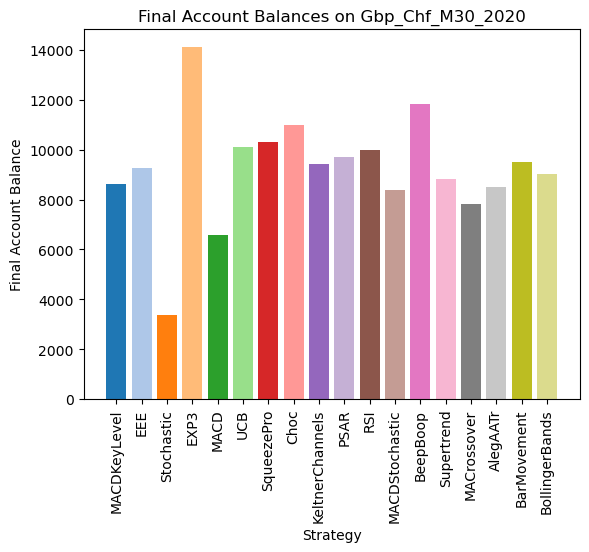 Final Account Balances on Gbp_Chf_M30_2020
Final Account Balance
14000
12000
10000
8000
6000
4000
2000
0
MACDKeyLevel
EEE
Stochastic
EXP3
MACD
UCB
SqueezePro
Choc
KeltnerChannels
PSAR
RSI
MACDStochastic
BeepBoop
Supertrend
MACrossover
AlegAATr
BarMovement
BollingerBands
Strategy